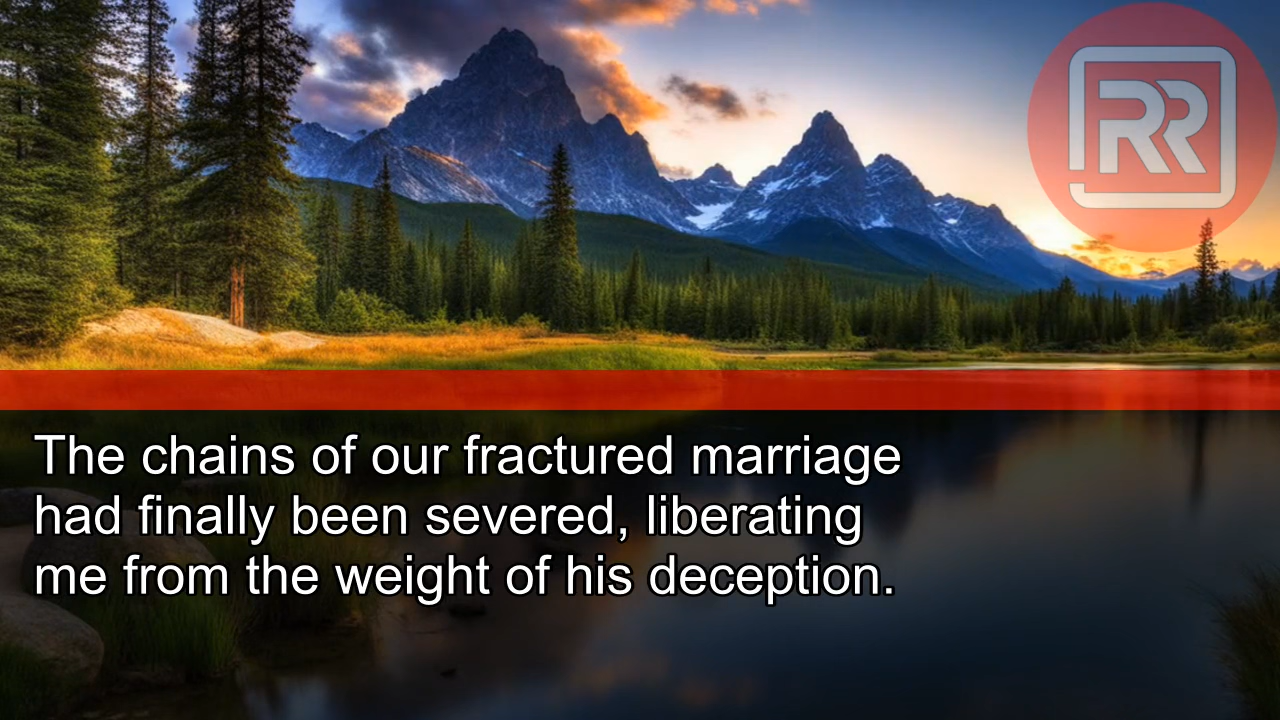 RR
The chains of our fractured marriage
had finally been severed, liberating
me from the weight of his deception.